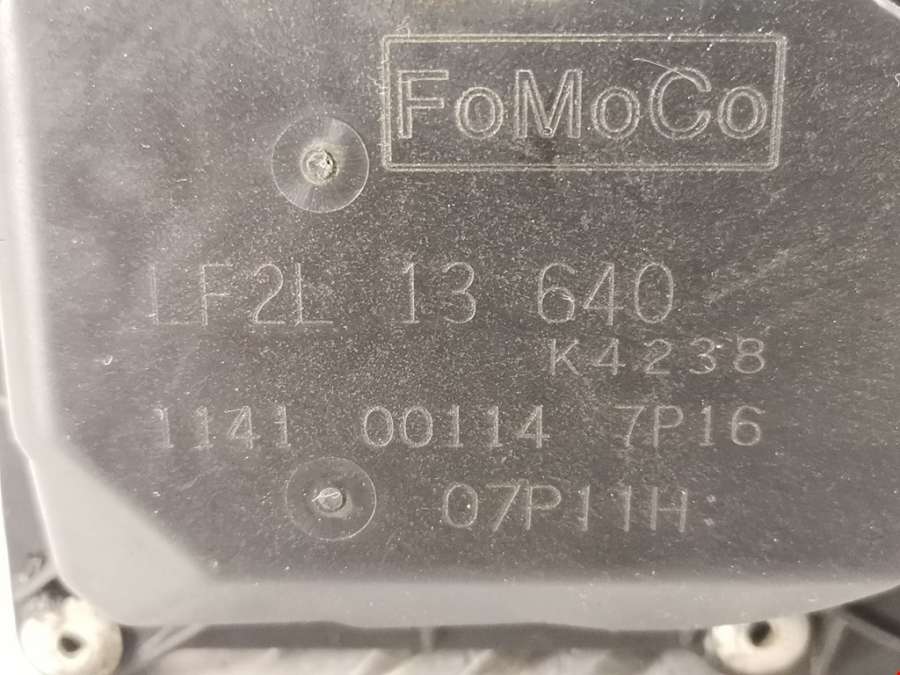 FoMoCo
LF2L 13 640
K4238
1141 00114 7P16
07P11H: